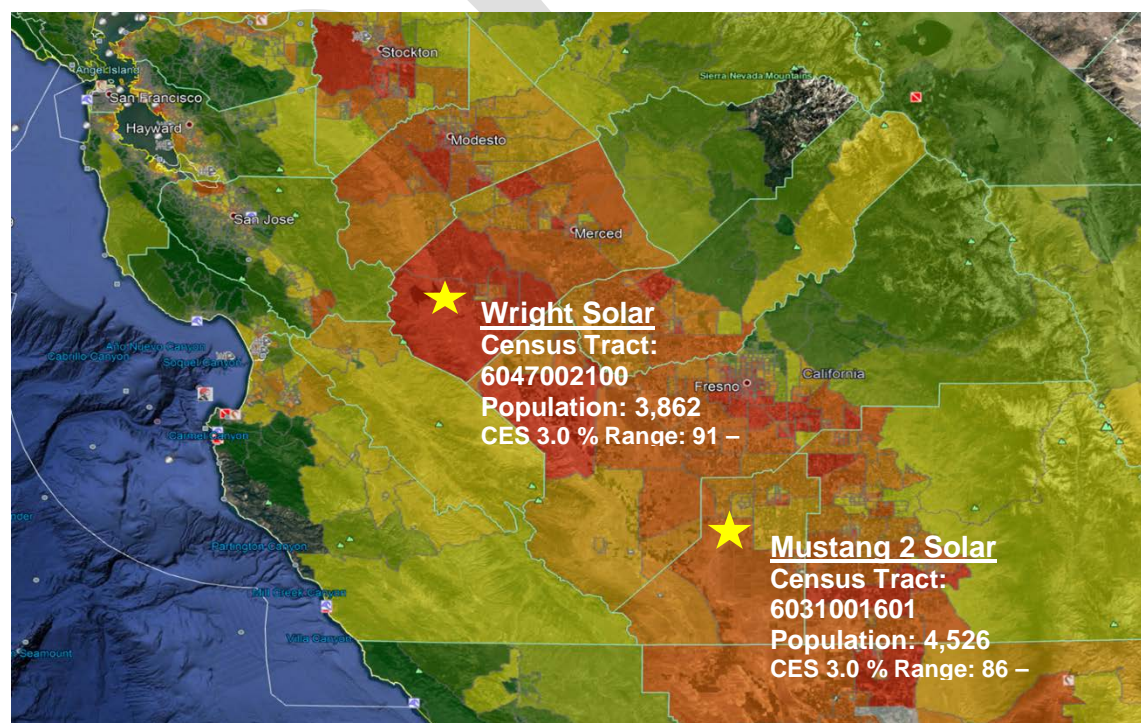 Stockton
Angel Island
Sierra Nevada Mountains
San Francisco
Hayward
Modesto
San Jose
Merced
Wright Solar
Census Tract:
6047002100
Population: 3,862
CES 3.0 % Range: 91 –
Año Nuevo Canyon
Cabrillo Canyon
Soquel Canyon
California
Fresno
Carmel Canyon
Mustang 2 Solar
Census Tract:
6031001601
Population: 4,526
CES 3.0 % Range: 86 –
Partington Canyon
Mill Creek Canyon
Villa Canyon
Seamount